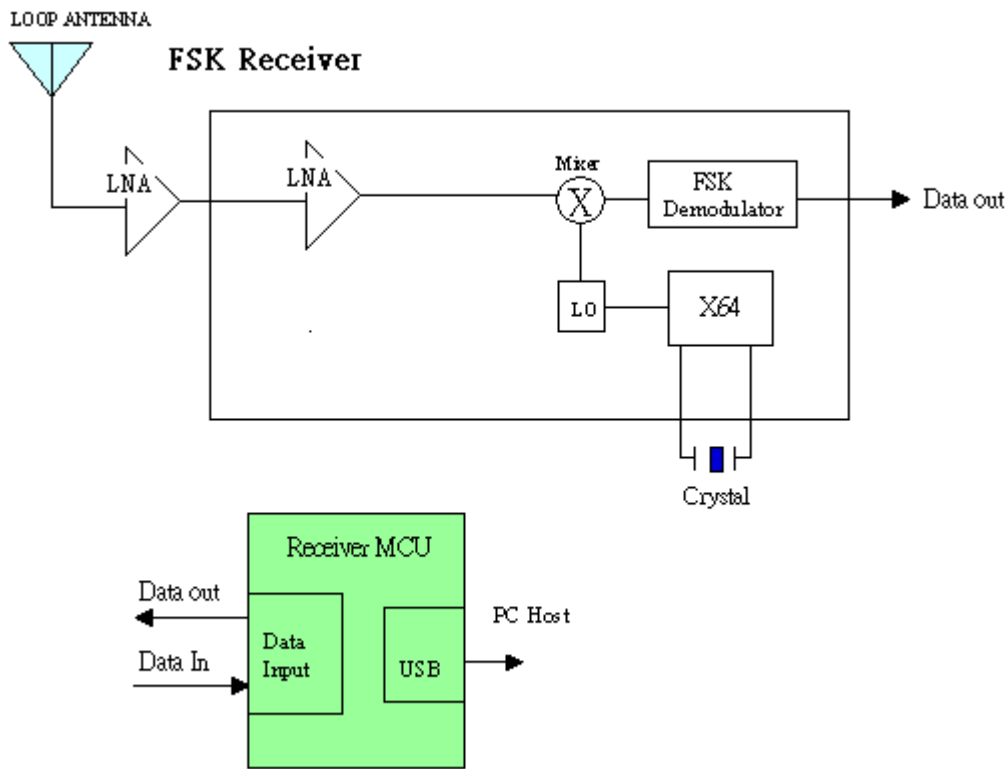 LOOP ANTENNA
FSK Receiver
LNA
LNA
Mixer
X
FSK
Demodulator
Data out
LO
X64
Crystal
Receiver MCU
Data out
Data In
Data
Input
USB
PC Host